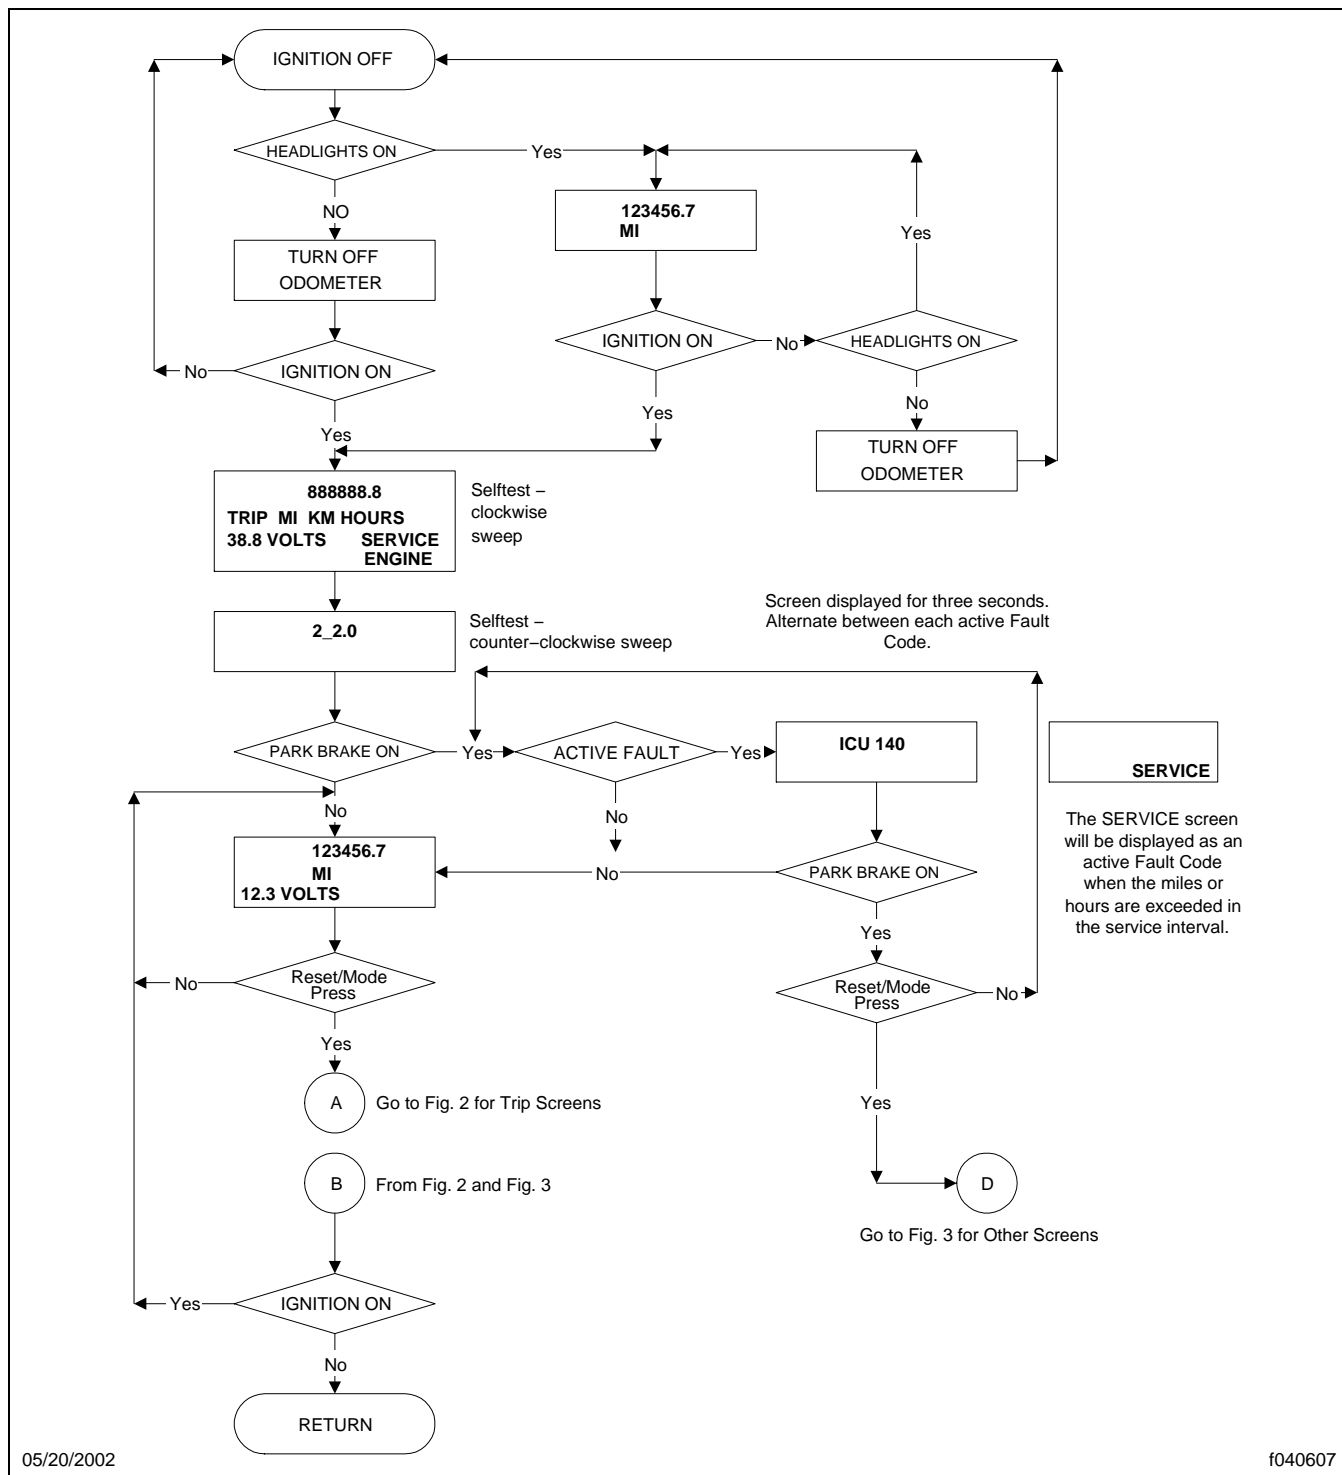 IGNITION OFF
HEADLIGHTS ON
Yes
NO
123456.7
MI
Yes
TURN OFF
ODOMETER
IGNITION ON
No
HEADLIGHTS ON
No
IGNITION ON
Yes
No
Yes
TURN OFF
ODOMETER
888888.8
TRIP MI KM HOURS
38.8 VOLTS SERVICE
ENGINE
Selftest –
clockwise
sweep
2_2.0
Selftest –
counter–clockwise sweep
Screen displayed for three seconds.
Alternate between each active Fault
Code.
PARK BRAKE ON
Yes
ACTIVE FAULT
Yes
ICU 140
SERVICE
No
No
The SERVICE screen
will be displayed as an
active Fault Code
when the miles or
hours are exceeded in
the service interval.
123456.7
MI
12.3 VOLTS
No
PARK BRAKE ON
Yes
No
Reset/Mode
Press
Reset/Mode
Press
No
Yes
A
Go to Fig. 2 for Trip Screens
Yes
B
From Fig. 2 and Fig. 3
D
Go to Fig. 3 for Other Screens
Yes
IGNITION ON
No
RETURN
05/20/2002
f040607